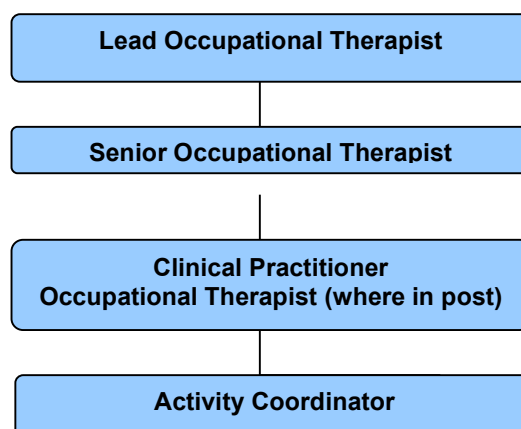 Lead Occupational Therapist
Senior Occupational Therapist
Clinical Practitioner
Occupational Therapist (where in post)
Activity Coordinator